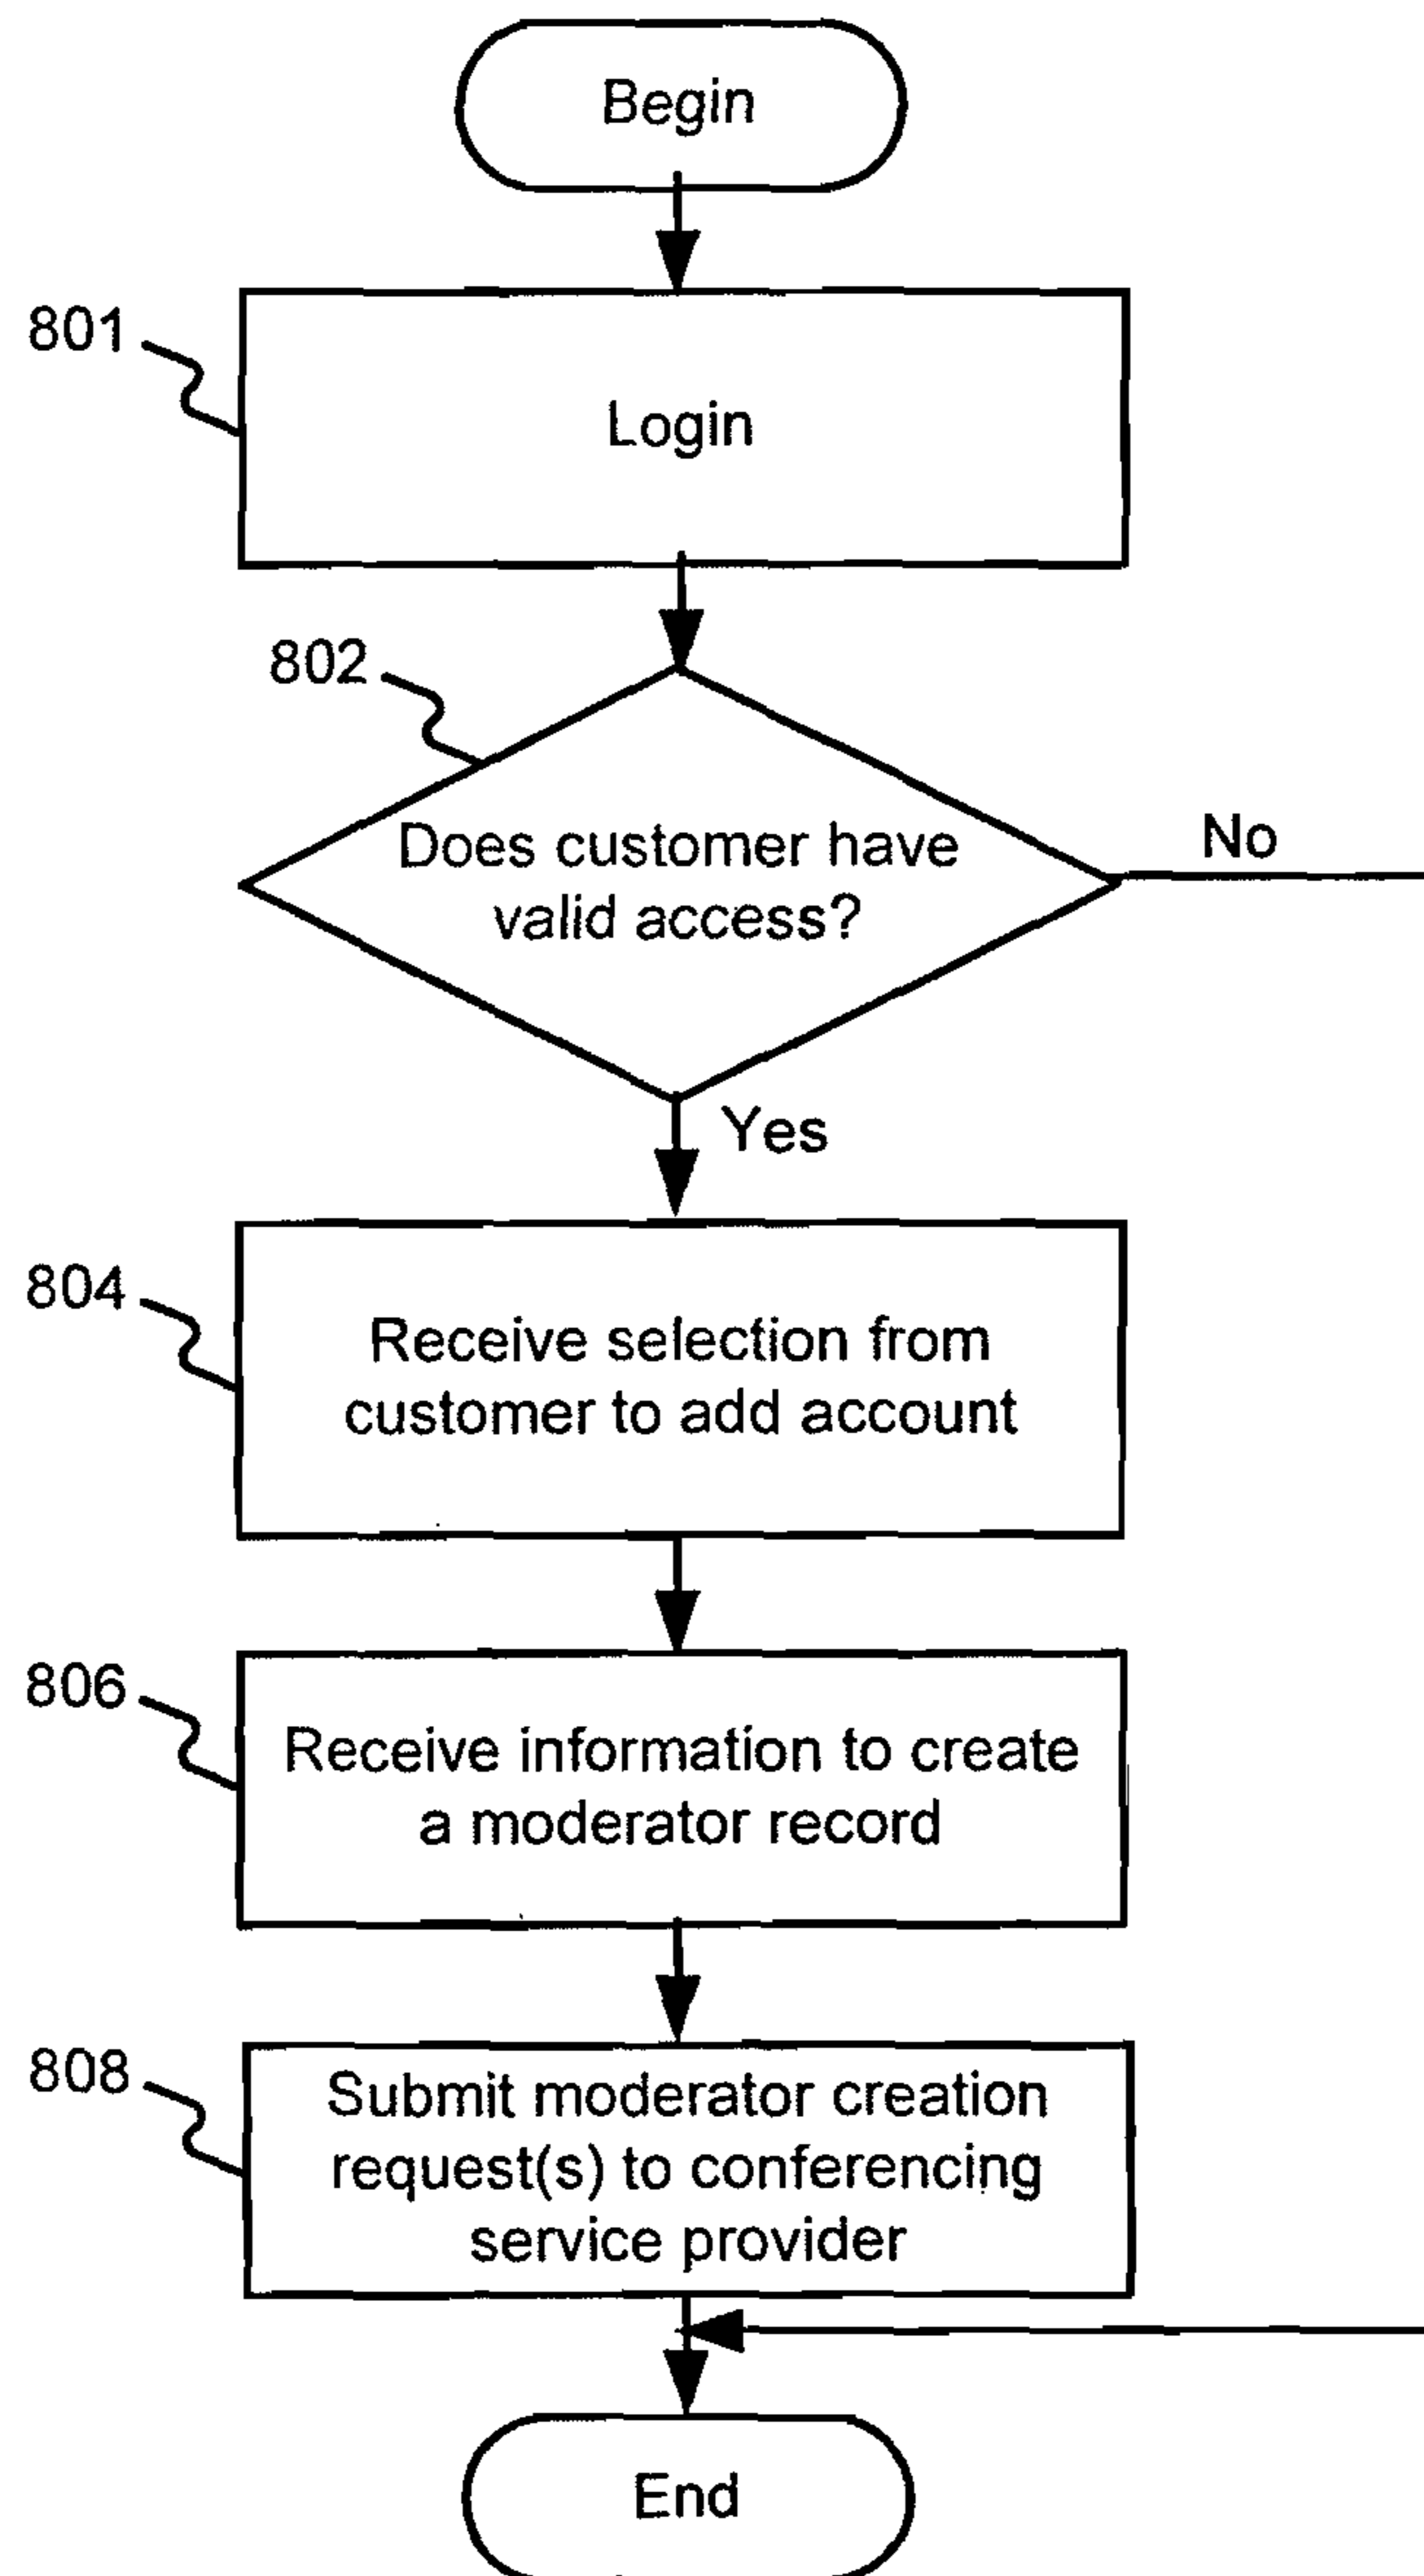 Begin
801
Login
802
Does customer have
valid access?
No
Yes
804
Receive selection from
customer to add account
806
Receive information to create
a moderator record
808
Submit moderator creation
request(s) to conferencing
service provider
End